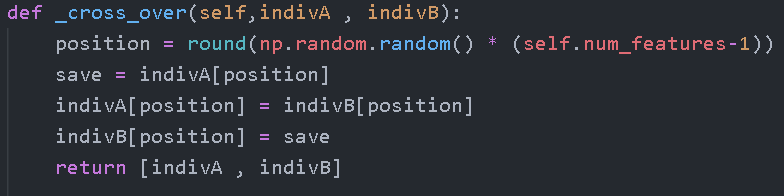 def _cross_over(self,indivA , indivB):
    position = round(np.random.random() * (self.num_features-1))
    save = indivA[position]
    indivA[position] = indivB[position]
    indivB[position] = save
    return [indivA , indivB]